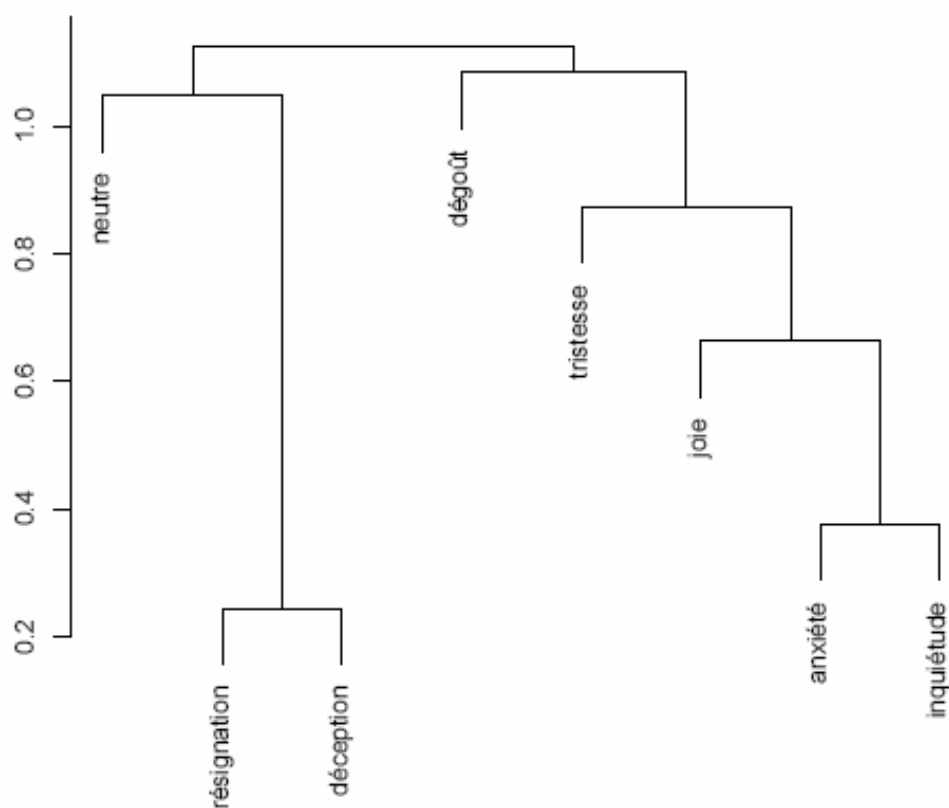 1.0
0.8
0.6
0.4
0.2
neutre
résignation
déception
dégoût
tristesse
joie
anxiété
inquiétude